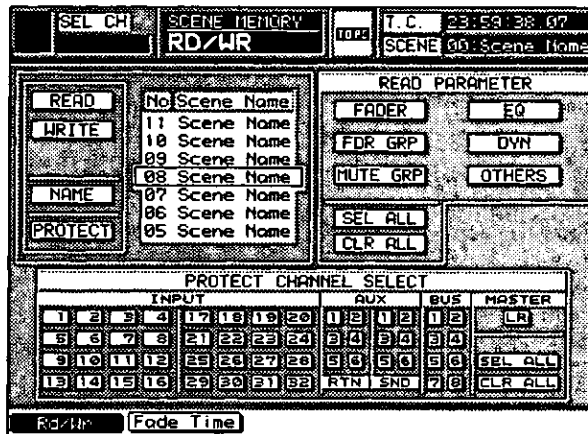 SEL CH
SCENE MEMORY
RD/WR
TOPS
T.C. 23:59:38.07
SCENE 00:Scene Name
READ
WRITE
NAME
PROTECT
No Scene Name
11 Scene Name
10 Scene Name
09 Scene Name
08 Scene Name
07 Scene Name
06 Scene Name
05 Scene Name
READ PARAMETER
FADER EQ
FDR GRP DYN
MUTE GRP OTHERS
SEL ALL
CLR ALL
PROTECT CHANNEL SELECT
INPUT AUX BUS MASTER
1 2 3 4 17 18 19 20 1 2 1 2 1 2 LR
5 6 7 8 21 22 23 24 3 4 3 4 3 4
9 10 11 12 25 26 27 28 5 6 5 6 5 6 SEL ALL
13 14 15 16 29 30 31 32 RTN SND 7 8 CLR ALL
Rd/Wr Fade Time